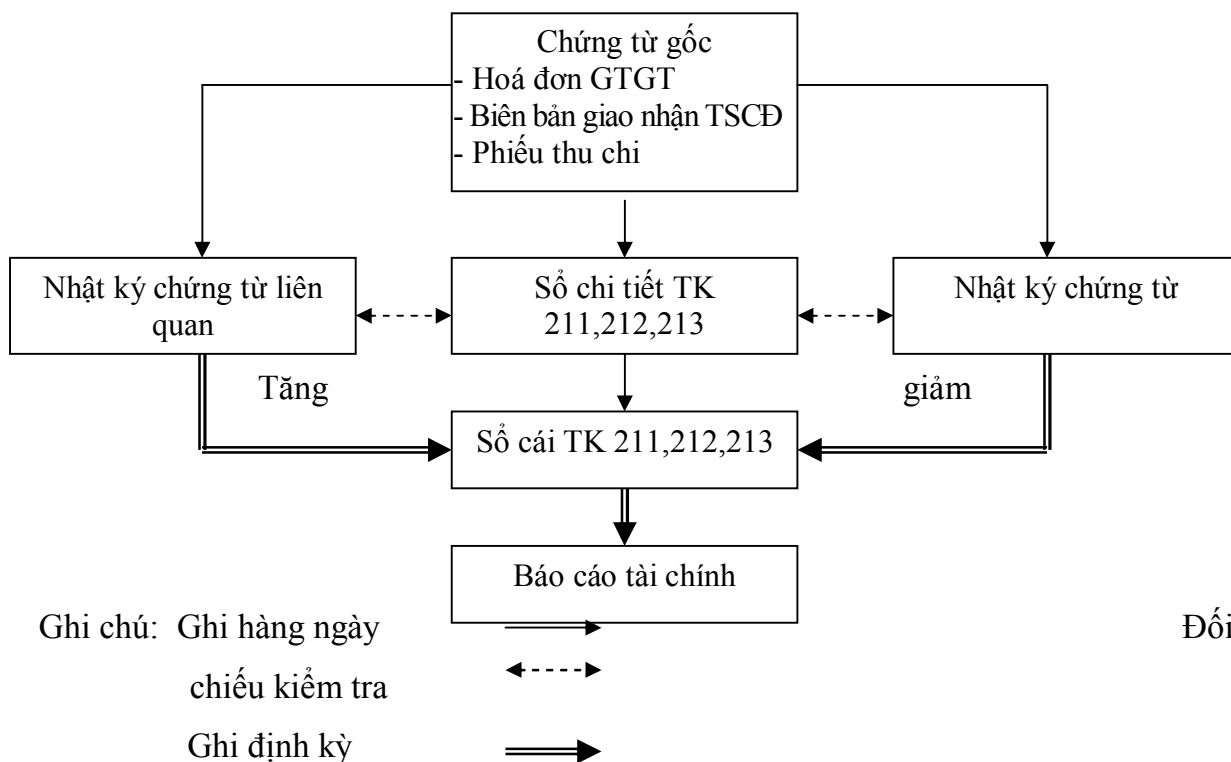 Chứng từ gốc
- Hoá đơn GTGT
- Biên bản giao nhận TSCĐ
- Phiếu thu chi
Nhật ký chứng từ liên
quan
Sổ chi tiết TK
211,212,213
Nhật ký chứng từ
Tăng
giảm
Sổ cái TK 211,212,213
Báo cáo tài chính
Ghi chú: Ghi hàng ngày
Đối
chiếu kiểm tra
Ghi định kỳ